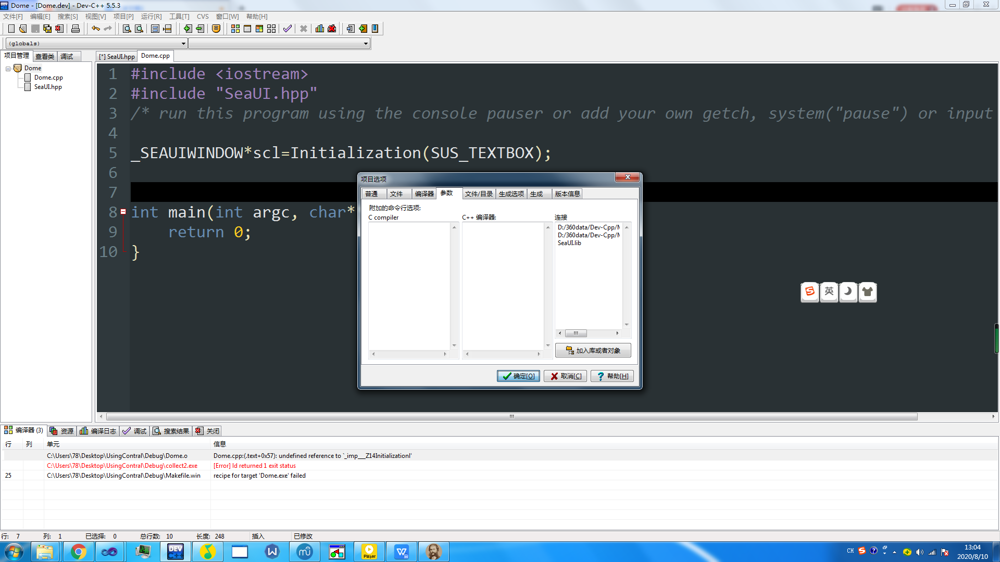 Dome - [Dome.dev] - Dev-C++ 5.5.3
文件[F] 编辑[E] 搜索[S] 视图[V] 项目[P] 运行[R] 工具[T] CVS 窗口[W] 帮助[H]
(globals)
项目管理 查看类 调试
[*] SeaUI.hpp Dome.cpp
Dome
Dome.cpp
SeaUI.hpp
1 #include <iostream>
2 #include "SeaUI.hpp"
3 /* run this program using the console pauser or add your own getch, system("pause") or input
4
5 _SEAUIWINDOW*scl=Initialization(SUS_TEXTBOX);
6
7
8 int main(int argc, char*
9 return 0;
10 }
项目选项
普通 文件 编译器 参数 文件/目录 生成选项 生成 版本信息
附加的命令行选项:
C compiler C++ 编译器: 连接
D:/360data/Dev-Cpp/
D:/360data/Dev-Cpp/
SeaUI.lib
加入库或者对象
确定[O] 取消[C] 帮助[H]
英
编译器 (3) 资源 编译日志 调试 搜索结果 关闭
行 列 单元 信息
C:\Users\78\Desktop\UsingContral\Debug\Dome.o Dome.cpp:(.text+0x57): undefined reference to `_imp___Z14Initializationl'
C:\Users\78\Desktop\UsingContral\Debug\collect2.exe [Error] ld returned 1 exit status
25 C:\Users\78\Desktop\UsingContral\Debug\Makefile.win recipe for target 'Dome.exe' failed
行: 7 列: 1 已选择: 0 总行数: 10 长度: 248 插入 已修改
DEV C++
Player
CH
13:04
2020/8/10